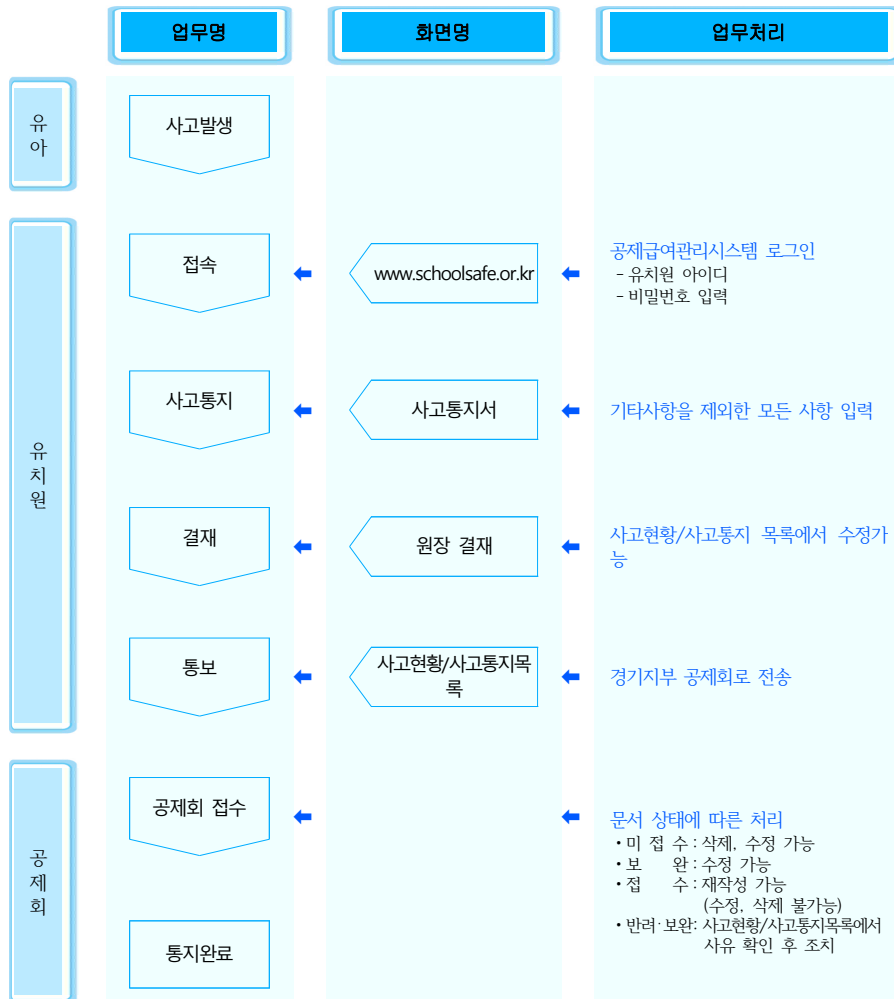 업무명
화면명
업무처리
유
아
사고발생
유
치
원
접속
www.schoolsafe.or.kr
공제급여관리시스템 로그인
- 유치원 아이디
- 비밀번호 입력
사고통지
사고통지서
기타사항을 제외한 모든 사항 입력
결재
원장 결재
사고현황/사고통지 목록에서 수정가
능
통보
사고현황/사고통지목
록
경기지부 공제회로 전송
공
제
회
공제회 접수
문서 상태에 따른 처리
• 미 접 수 : 삭제, 수정 가능
• 보 완 : 수정 가능
• 접 수 : 재작성 가능
(수정, 삭제 불가능)
• 반려·보완: 사고현황/사고통지목록에서
사유 확인 후 조치
통지완료